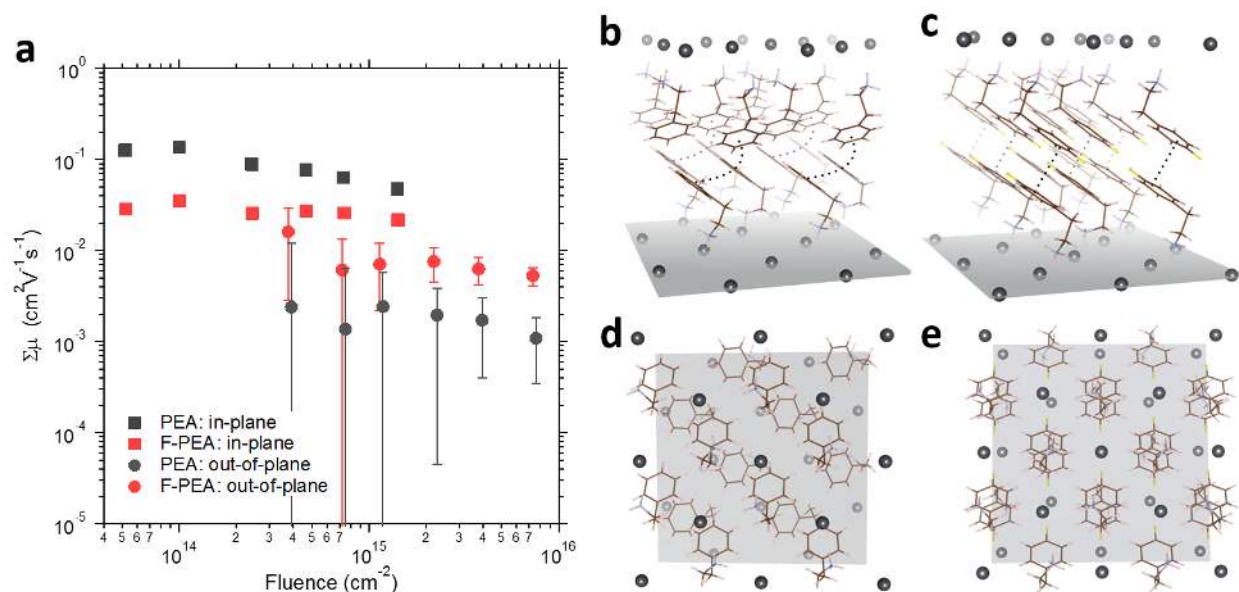 a
b
c
d
e
Σμ (cm²V⁻¹s⁻¹)
10⁰
10⁻¹
10⁻²
10⁻³
10⁻⁴
10⁻⁵
PEA: in-plane
F-PEA: in-plane
PEA: out-of-plane
F-PEA: out-of-plane
4 5 6 7 2 3 4 5 6 7 2 3 4 5 6 7
10¹⁴ 10¹⁵ 10¹⁶
Fluence (cm⁻²)